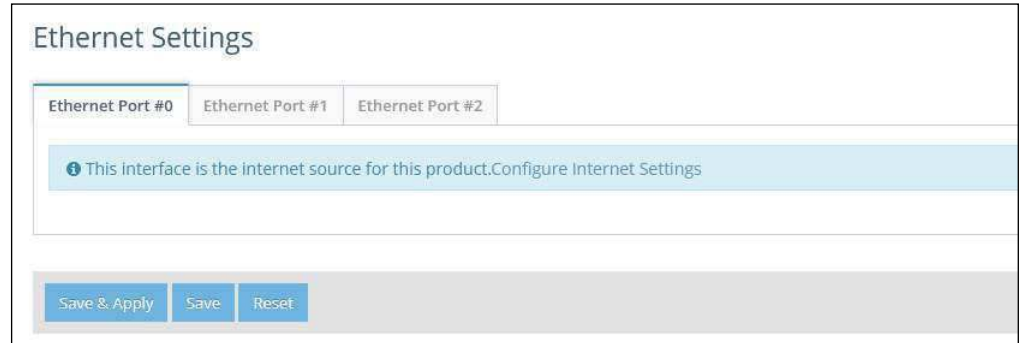 Ethernet Settings
Ethernet Port #0 Ethernet Port #1 Ethernet Port #2
This interface is the internet source for this product.Configure Internet Settings
Save & Apply Save Reset